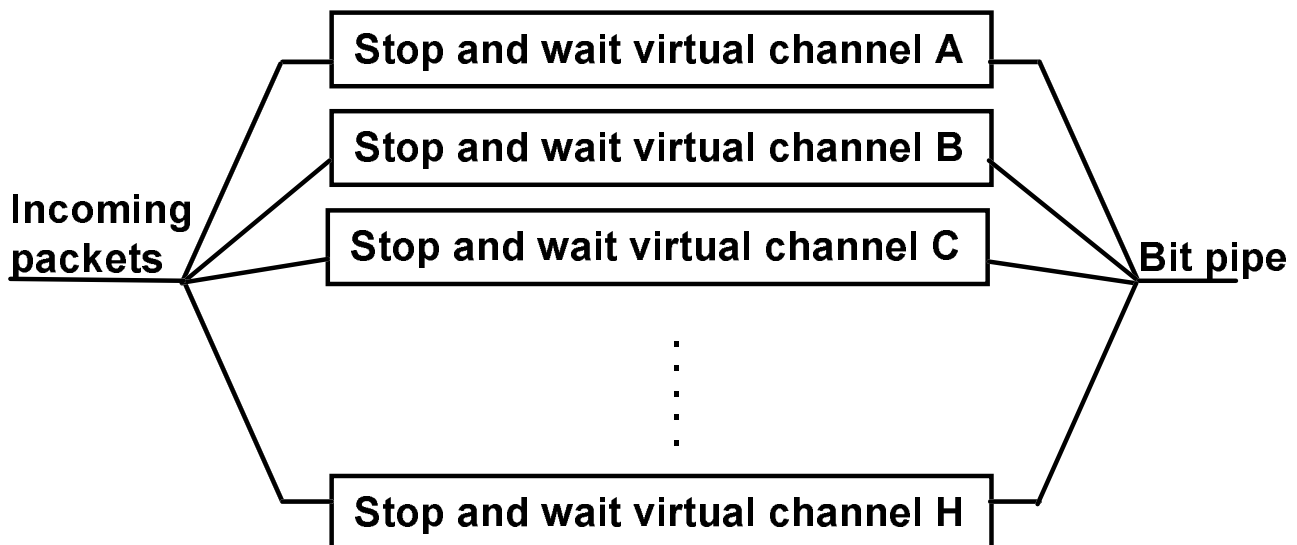 Stop and wait virtual channel A
Stop and wait virtual channel B
Incoming
packets
Stop and wait virtual channel C
Bit pipe
Stop and wait virtual channel H